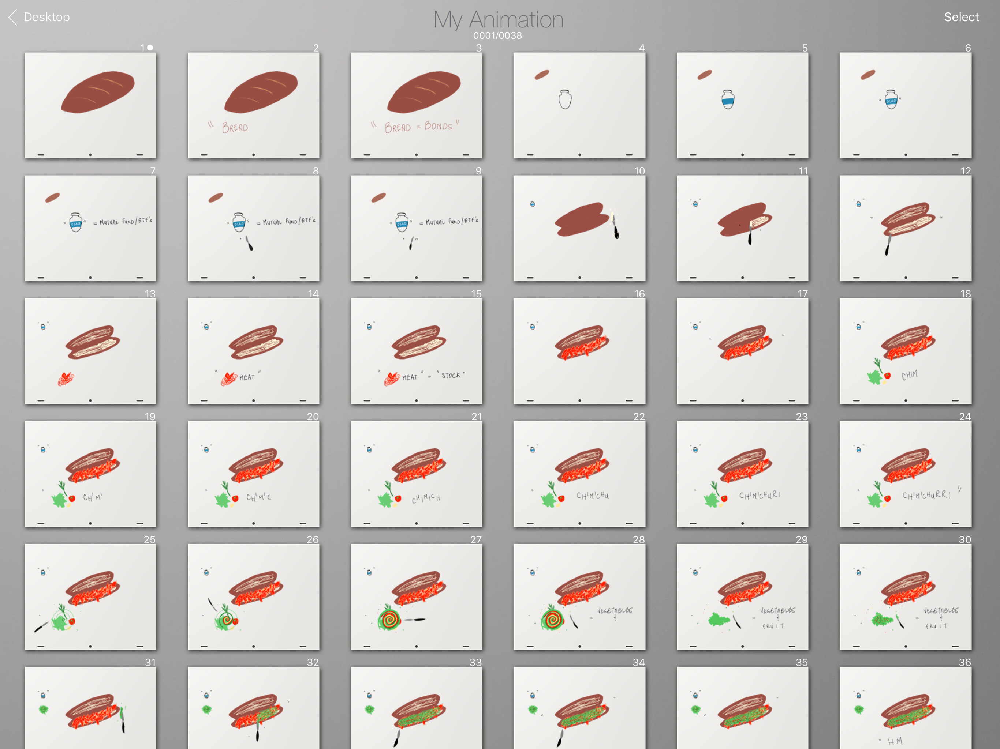 Desktop
My Animation
Select
0001/0038
1
2
3
4
5
6
" BREAD
" BREAD = BONDS "
" OLEO "
7
8
9
10
11
12
" OLEO " = MUTUAL FUND/ETF's
" OLEO " = MUTUAL FUND/ETF's
" OLEO " = MUTUAL FUND/ETF's
13
14
15
16
17
18
" MEAT "
" MEAT " = " STOCK "
CHIM
19
20
21
22
23
24
CHIMI
CHIMIC
CHIMICH
CHIMICHU
CHIMICHURI
CHIMICHURRI "
25
26
27
28
29
30
= VEGETABLES
&
= VEGETABLES
&
FRUIT
= VEGETABLES
&
FRUIT
31
32
33
34
35
36
" HM